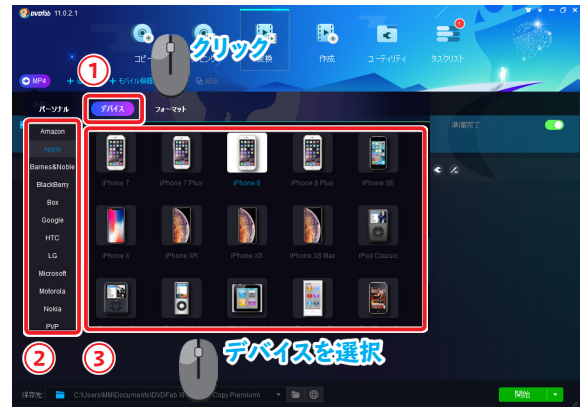 DVDFab 11.0.2.1
クリック
変換
作成
ユーティリティ
タスクリスト
MP4
+ モバイル機器
結合
①
パーソナル
デバイス
フォーマット
準備完了
Amazon
Apple
Barnes&Noble
BlackBerry
Box
Google
HTC
LG
Microsoft
Motorola
Nokia
PVP
iPhone 7
iPhone 7 Plus
iPhone 8
iPhone 8 Plus
iPhone SE
iPhone X
iPhone XR
iPhone XS
iPhone XS Max
iPod Classic
②
③
デバイスを選択
保存先:
C:\Users\MM\Documents\DVDFab
Copy Premium\
開始